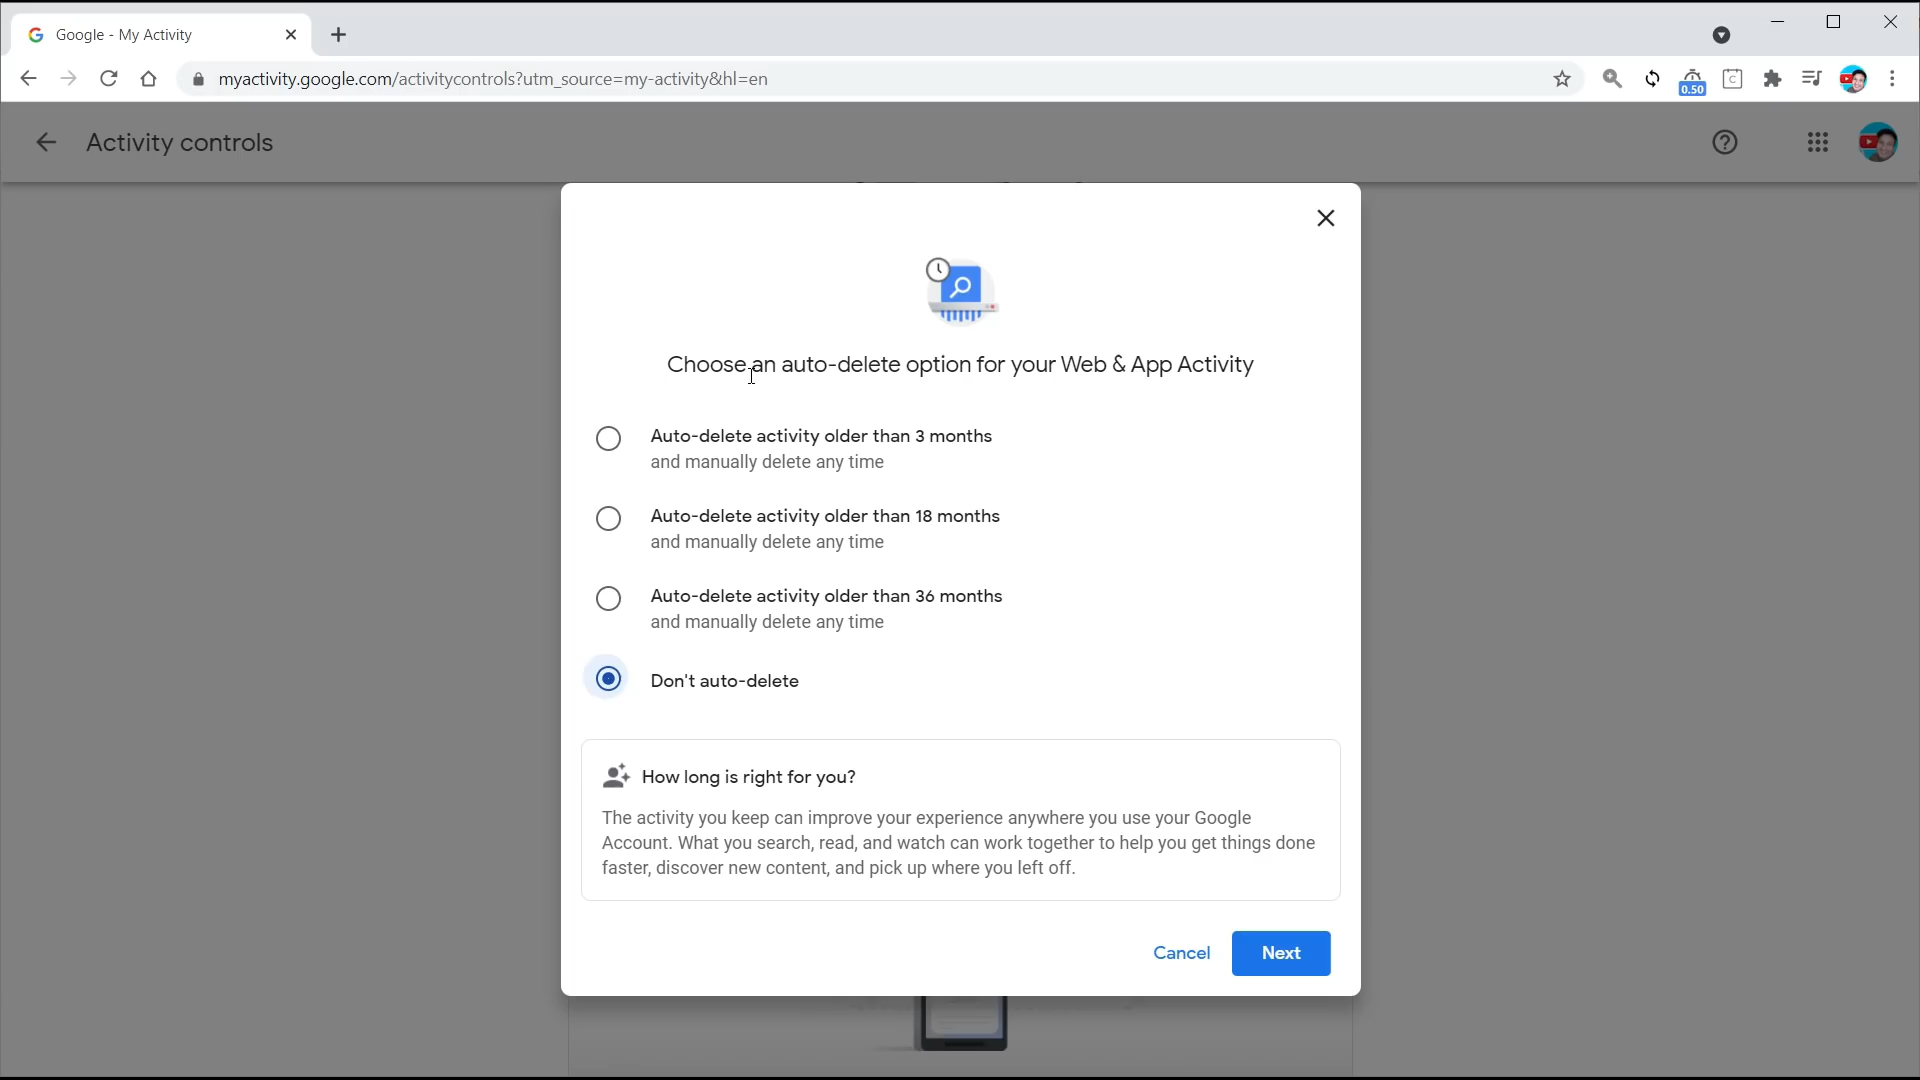 Google - My Activity
myactivity.google.com/activitycontrols?utm_source=my-activity&hl=en
0.50
C
Activity controls
Choose an auto-delete option for your Web & App Activity
Auto-delete activity older than 3 months
and manually delete any time
Auto-delete activity older than 18 months
and manually delete any time
Auto-delete activity older than 36 months
and manually delete any time
Don't auto-delete
How long is right for you?
The activity you keep can improve your experience anywhere you use your Google
Account. What you search, read, and watch can work together to help you get things done
faster, discover new content, and pick up where you left off.
Cancel
Next